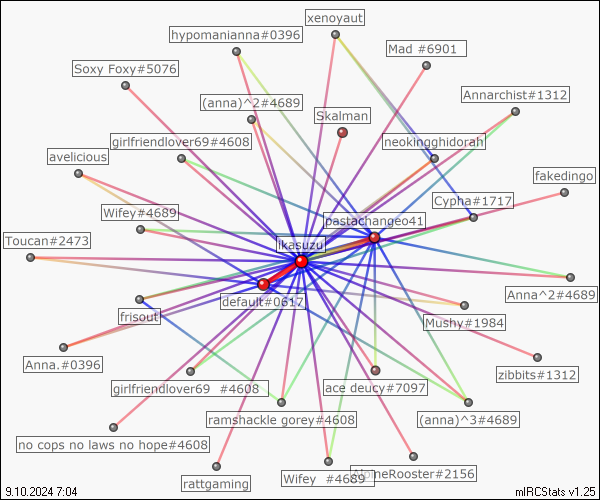 xenoyaut
hypomanianna#0396
Mad #6901
Soxy Foxy#5076
Annarchist#1312
(anna)^2#4689
Skalman
girlfriendlover69#4608
neokingghidorah
avelicious
fakedingo
Cypha#1717
Wifey#4689
pastachangeo41
Toucan#2473
ikasuzu
Anna^2#4689
default#0617
frisout
Mushy#1984
Anna.#0396
zibbits#1312
girlfriendlover69 #4608
ace deucy#7097
ramshackle gorey#4608
(anna)^3#4689
no cops no laws no hope#4608
rattgaming
Wifey #4689
AlpineRooster#2156
9.10.2024 7:04
mIRCStats v1.25